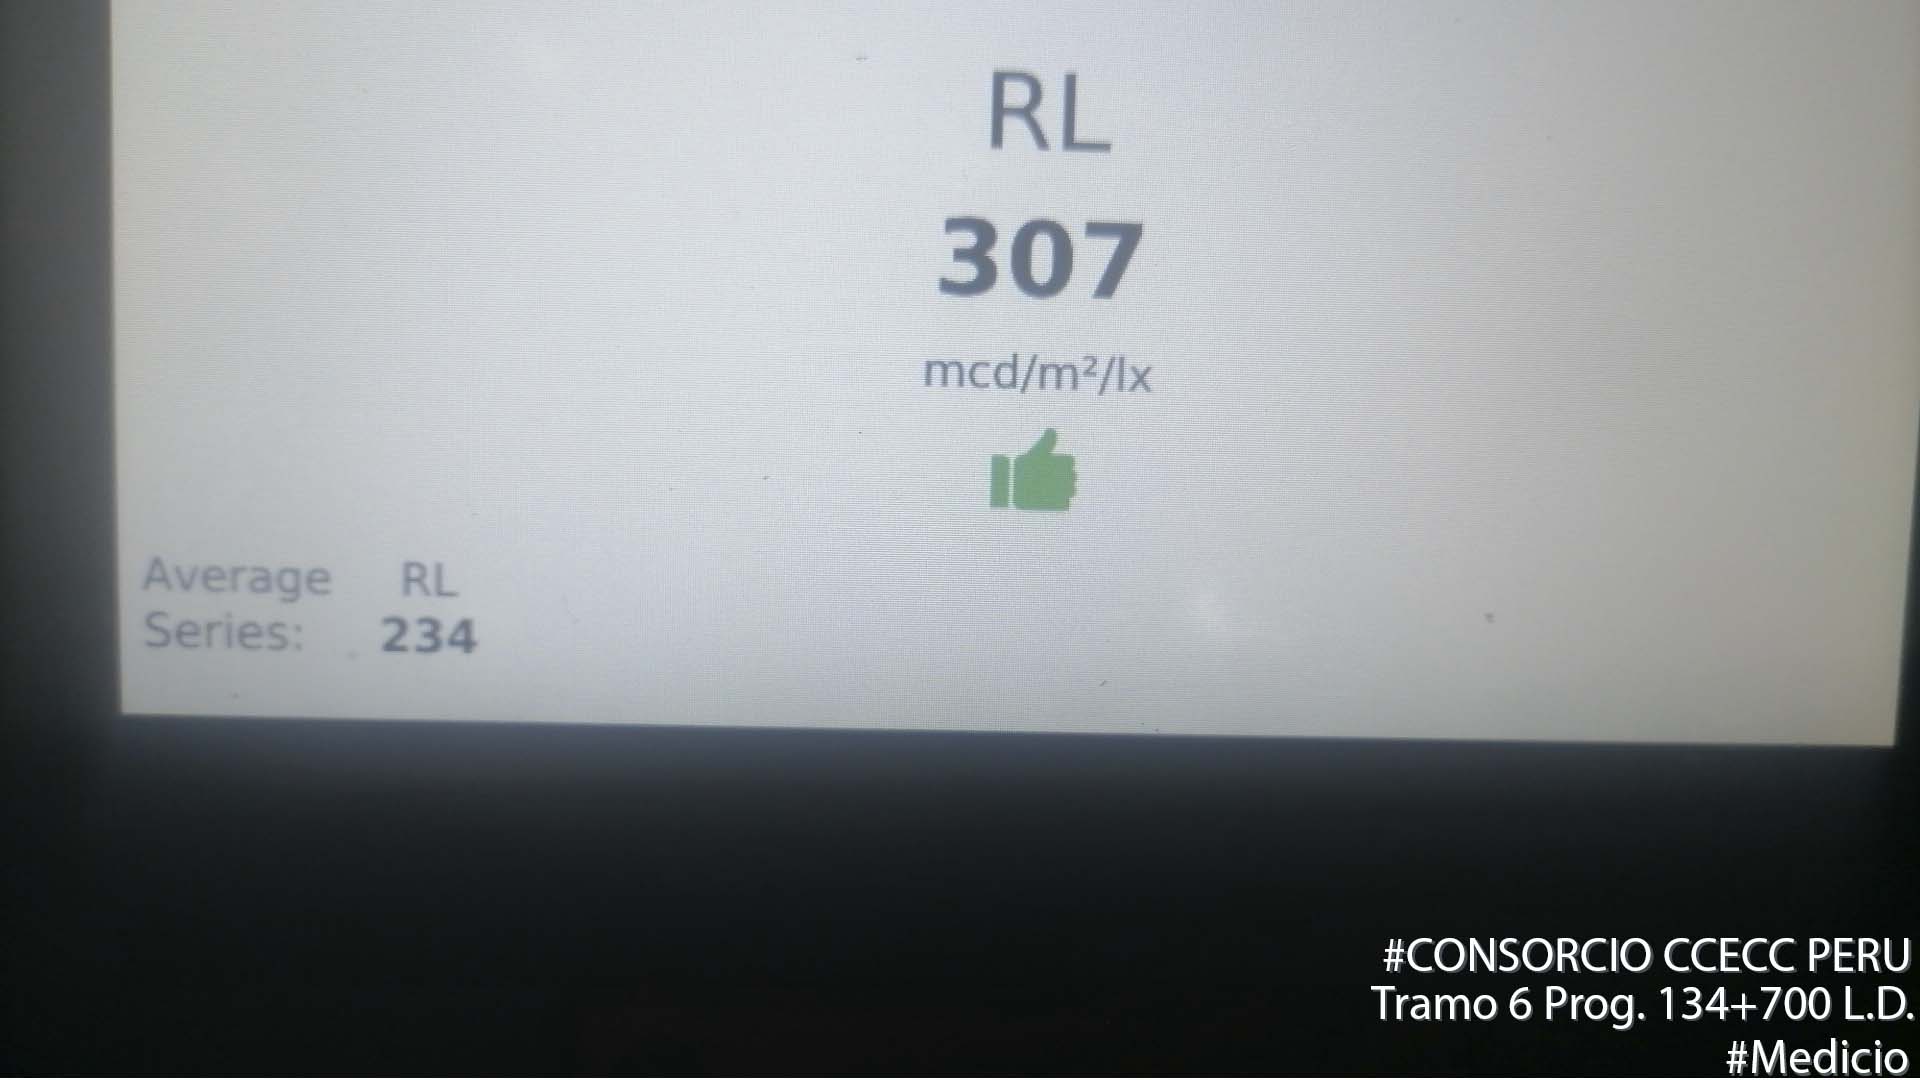 RL
307
mcd/m²/lx
Average RL
Series: 234
#CONSORCIO CCECC PERU
Tramo 6 Prog. 134+700 L.D.
#Medicio